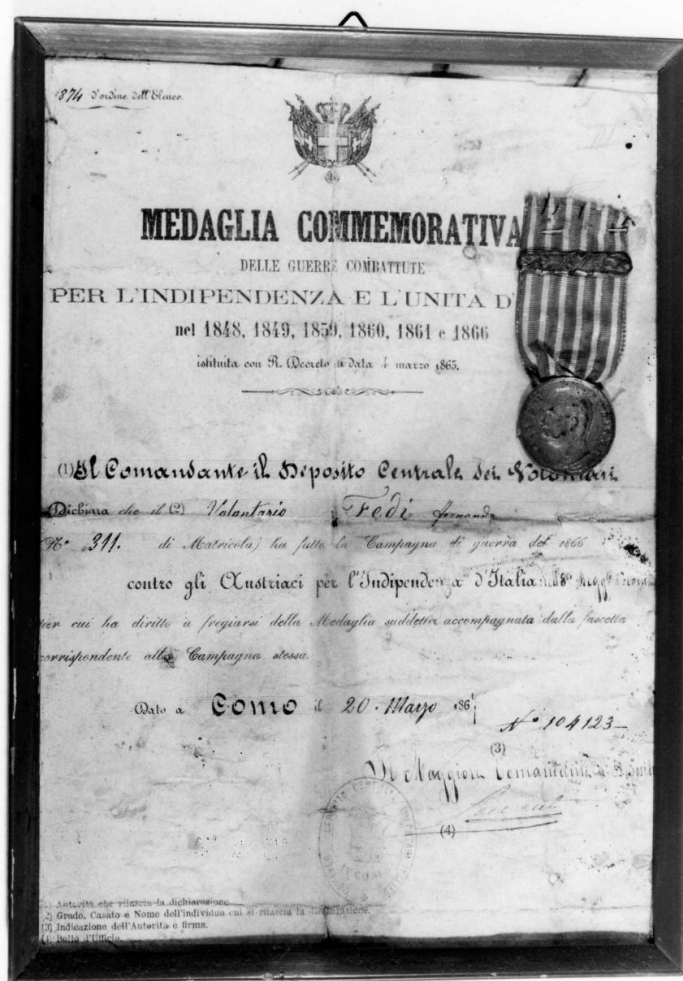 874 d'ordine dell'Elenco.
MEDAGLIA COMMEMORATIVA
DELLE GUERRE COMBATTUTE
PER L'INDIPENDENZA E L'UNITA D'
nel 1848, 1849, 1859, 1860, 1861 e 1866
istituita con R. Decreto in data 4 marzo 1865.
(1) Il Comandante il Deposito Centrale dei Volontari
Dichiara che il (2) Volontario Fedi
(N° 311. di Matricola) ha fatto la Campagna di guerra del 1866
contro gli Austriaci per l'Indipendenza d'Italia nell'8°
per cui ha diritto a fregiarsi della Medaglia suddetta accompagnata dalla fascetta
corrispondente alla Campagna stessa.
Dato a Como il 20 Marzo 186
N° 104123
(3)
Il Maggiore Comandante
(4)
(1) Autorità che rilascia la dichiarazione.
(2) Grado, Casato e Nome dell'individuo cui si rilascia la dichiarazione.
(3) Indicazione dell'Autorità e firma.
(4) Bollo d'Ufficio.